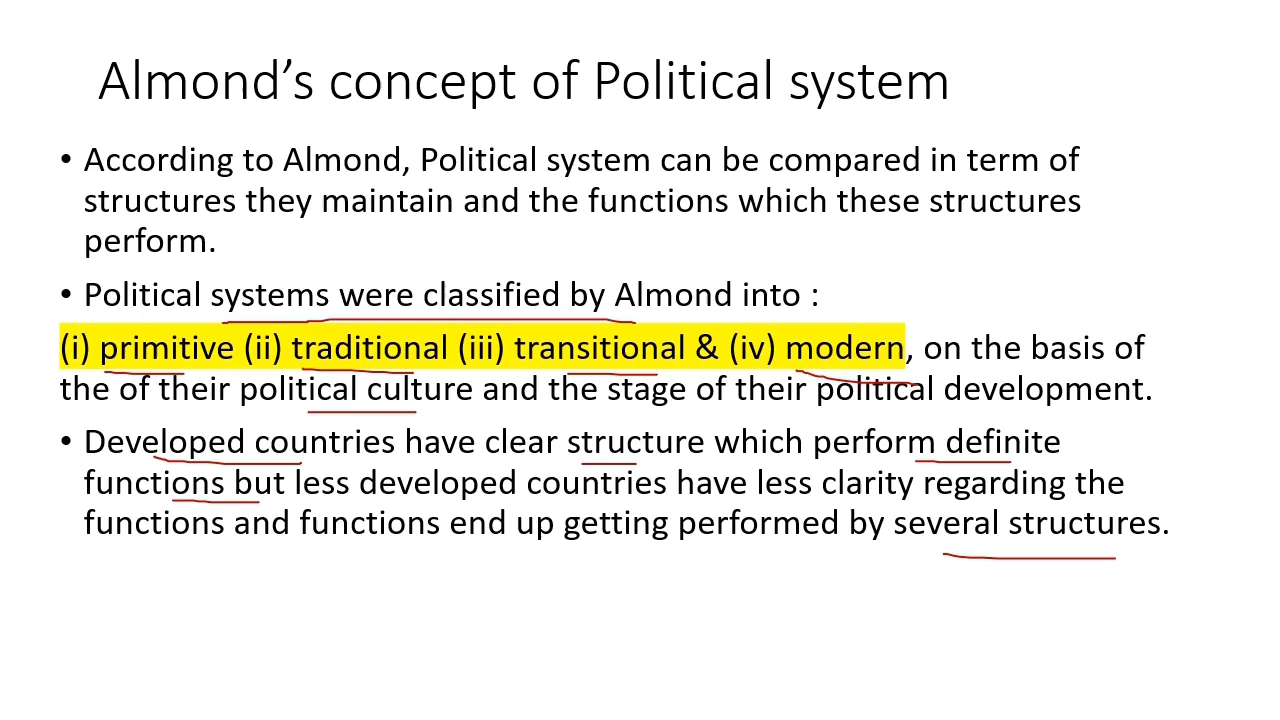 Almond’s concept of Political system
• According to Almond, Political system can be compared in term of
structures they maintain and the functions which these structures
perform.
• Political systems were classified by Almond into :
(i) primitive (ii) traditional (iii) transitional & (iv) modern, on the basis of
the of their political culture and the stage of their political development.
• Developed countries have clear structure which perform definite
functions but less developed countries have less clarity regarding the
functions and functions end up getting performed by several structures.